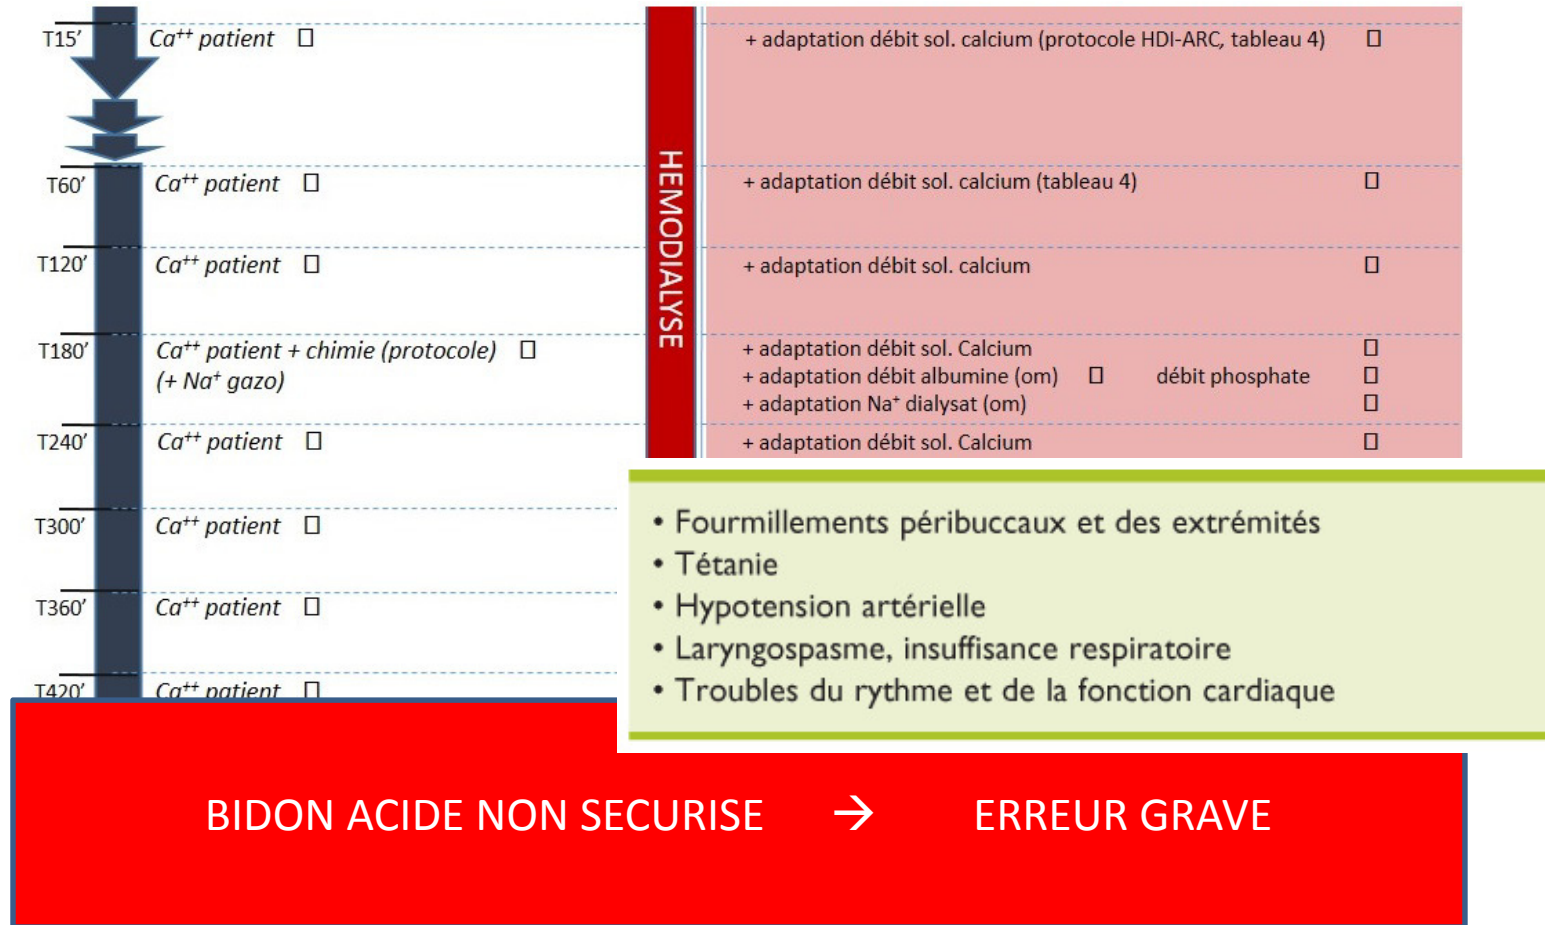 T15’ Ca⁺⁺ patient ☐ + adaptation débit sol. calcium (protocole HDI-ARC, tableau 4) ☐
HEMODIALYSE
T60’ Ca⁺⁺ patient ☐ + adaptation débit sol. calcium (tableau 4) ☐
T120’ Ca⁺⁺ patient ☐ + adaptation débit sol. calcium ☐
T180’ Ca⁺⁺ patient + chimie (protocole) ☐ + adaptation débit sol. Calcium ☐
(+ Na⁺ gazo) + adaptation débit albumine (om) ☐ débit phosphate ☐
+ adaptation Na⁺ dialysat (om) ☐
T240’ Ca⁺⁺ patient ☐ + adaptation débit sol. Calcium ☐
T300’ Ca⁺⁺ patient ☐
T360’ Ca⁺⁺ patient ☐
T420’ Ca⁺⁺ patient ☐
• Fourmillements péribuccaux et des extrémités
• Tétanie
• Hypotension artérielle
• Laryngospasme, insuffisance respiratoire
• Troubles du rythme et de la fonction cardiaque
BIDON ACIDE NON SECURISE → ERREUR GRAVE